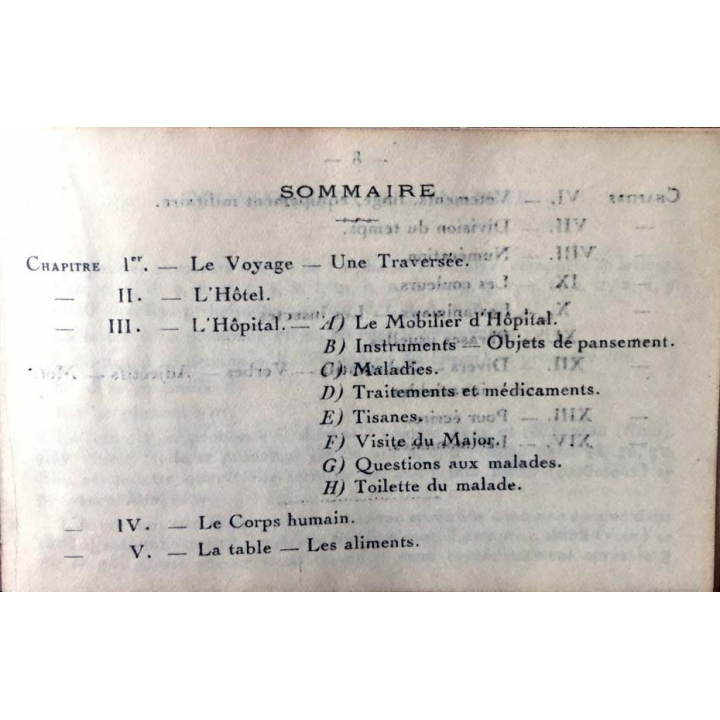 SOMMAIRE
CHAPITRE 1er. — Le Voyage — Une Traversée.
— II. — L'Hôtel.
— III. — L'Hôpital. — A) Le Mobilier d'Hôpital.
B) Instruments — Objets de pansement.
C) Maladies.
D) Traitements et médicaments.
E) Tisanes.
F) Visite du Major.
G) Questions aux malades.
H) Toilette du malade.
— IV. — Le Corps humain.
— V. — La table — Les aliments.